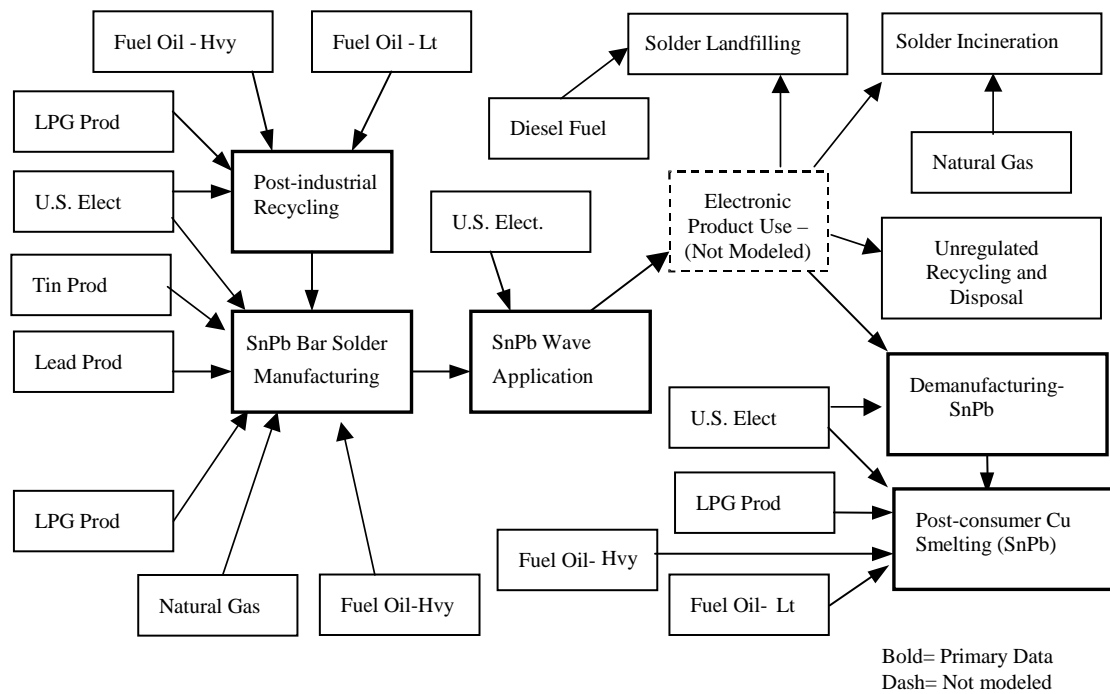 Fuel Oil - Hvy
Fuel Oil - Lt
Solder Landfilling
Solder Incineration
LPG Prod
Diesel Fuel
Natural Gas
Post-industrial
Recycling
U.S. Elect
U.S. Elect.
Electronic
Product Use –
(Not Modeled)
Unregulated
Recycling and
Disposal
Tin Prod
SnPb Bar Solder
Manufacturing
SnPb Wave
Application
Lead Prod
Demanufacturing-
SnPb
U.S. Elect
LPG Prod
LPG Prod
Post-consumer Cu
Smelting (SnPb)
Fuel Oil- Hvy
Natural Gas
Fuel Oil-Hvy
Fuel Oil- Lt
Bold= Primary Data
Dash= Not modeled